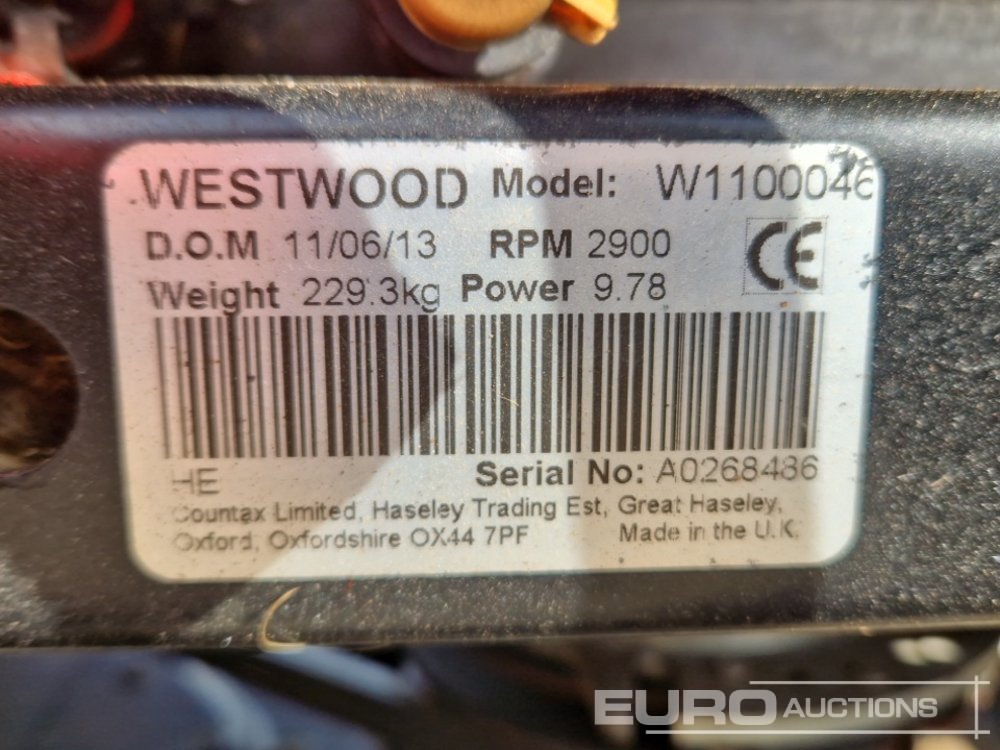 WESTWOOD Model: W1100046
D.O.M 11/06/13 RPM 2900
CE
Weight 229.3kg Power 9.78
HE
Serial No: A0268486
Countax Limited, Haseley Trading Est, Great Haseley,
Oxford, Oxfordshire OX44 7PF Made in the U.K.
EURO AUCTIONS